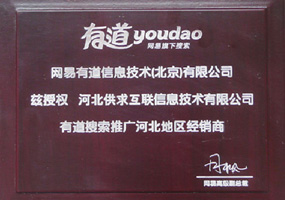 有道 youdao
网易旗下搜索
网易有道信息技术(北京)有限公司
兹授权 河北供求互联信息技术有限公司
有道搜索推广河北地区经销商
网易高级副总裁